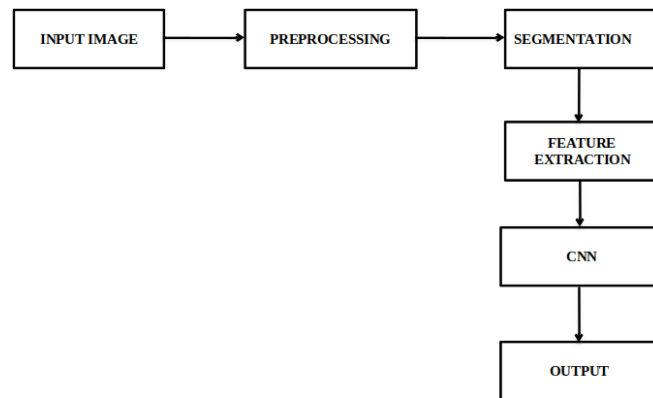 INPUT IMAGE
PREPROCESSING
SEGMENTATION
FEATURE
EXTRACTION
CNN
OUTPUT